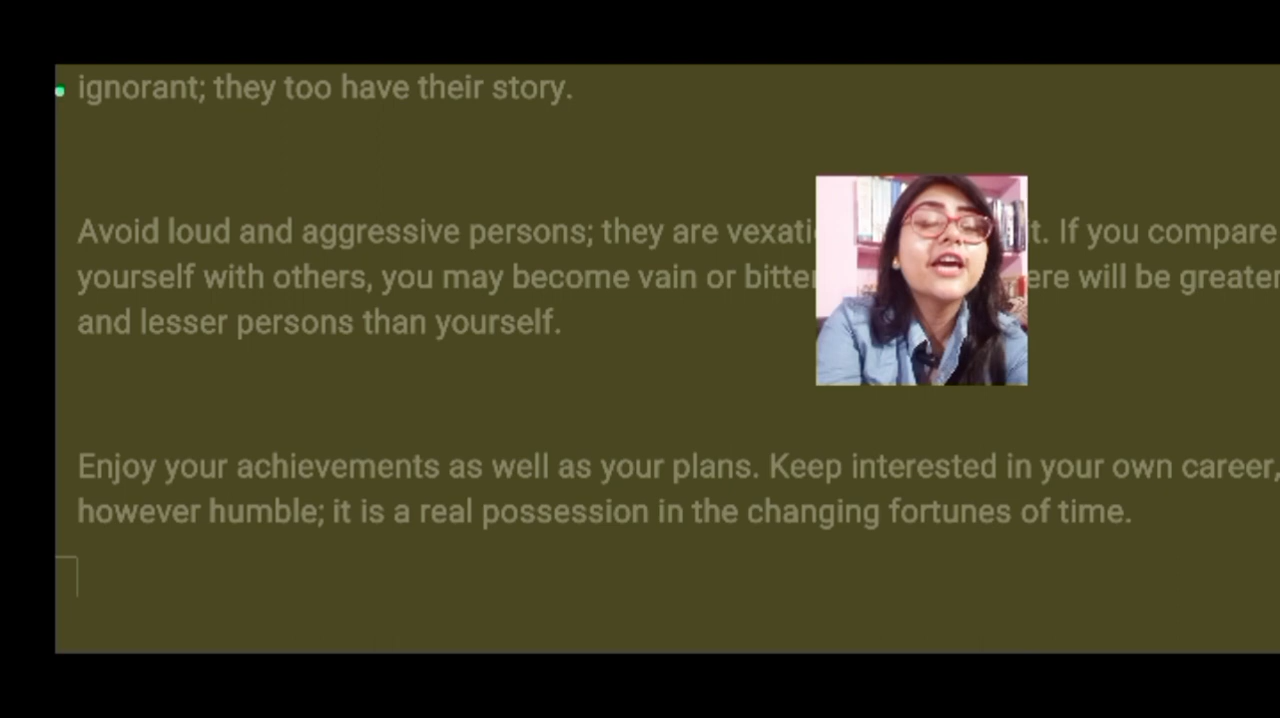 ignorant; they too have their story.
Avoid loud and aggressive persons; they are t. If you compare
yourself with others, you may become vain or bitter will be greater
and lesser persons than yourself.
Enjoy your achievements as well as your plans. Keep interested in your own career,
however humble; it is a real possession in the changing fortunes of time.